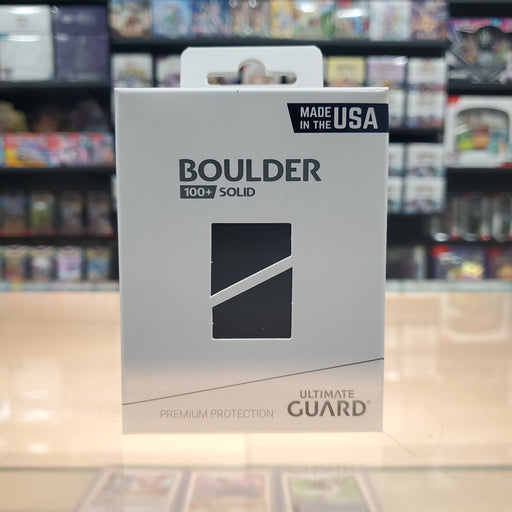 MADE
IN THE USA
BOULDER
100+ SOLID
PREMIUM PROTECTION
ULTIMATE
GUARD®